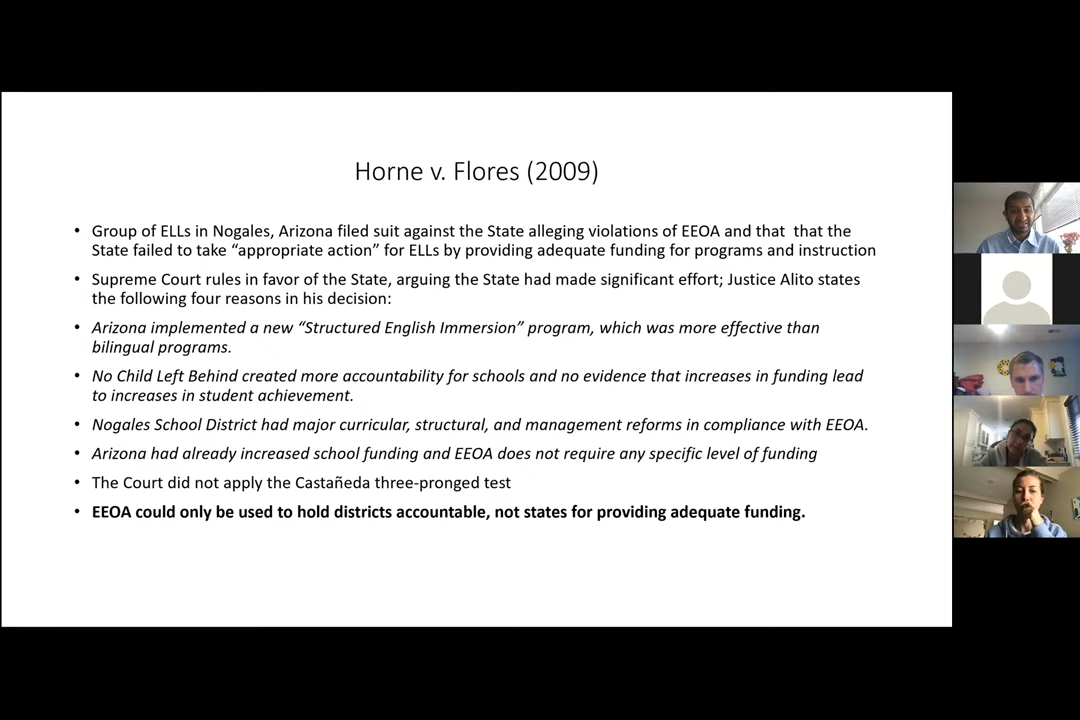 Horne v. Flores (2009)
• Group of ELLs in Nogales, Arizona filed suit against the State alleging violations of EEOA and that that the
State failed to take “appropriate action” for ELLs by providing adequate funding for programs and instruction
• Supreme Court rules in favor of the State, arguing the State had made significant effort; Justice Alito states
the following four reasons in his decision:
• Arizona implemented a new “Structured English Immersion” program, which was more effective than
bilingual programs.
• No Child Left Behind created more accountability for schools and no evidence that increases in funding lead
to increases in student achievement.
• Nogales School District had major curricular, structural, and management reforms in compliance with EEOA.
• Arizona had already increased school funding and EEOA does not require any specific level of funding
• The Court did not apply the Castañeda three-pronged test
• EEOA could only be used to hold districts accountable, not states for providing adequate funding.